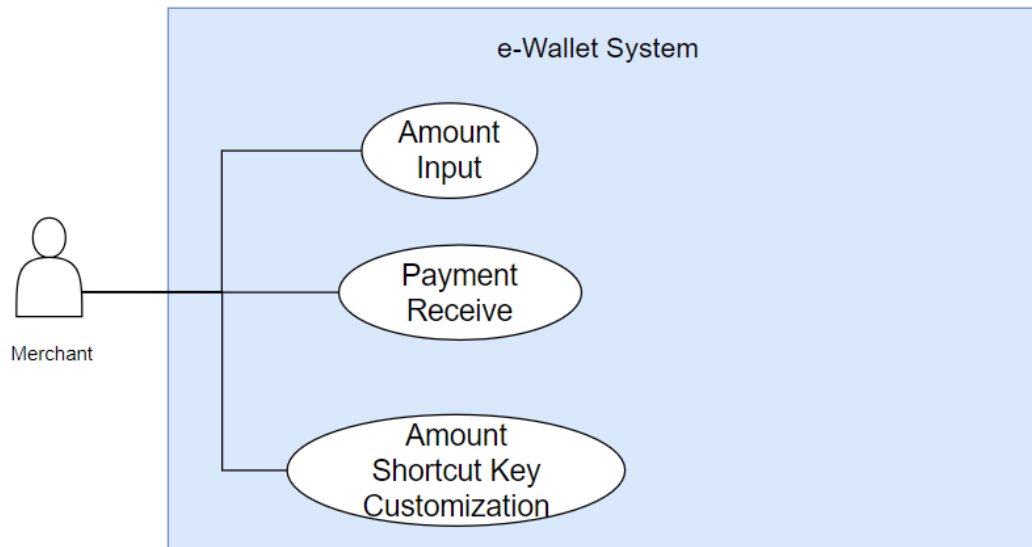 e-Wallet System
Amount
Input
Payment
Receive
Merchant
Amount
Shortcut Key
Customization